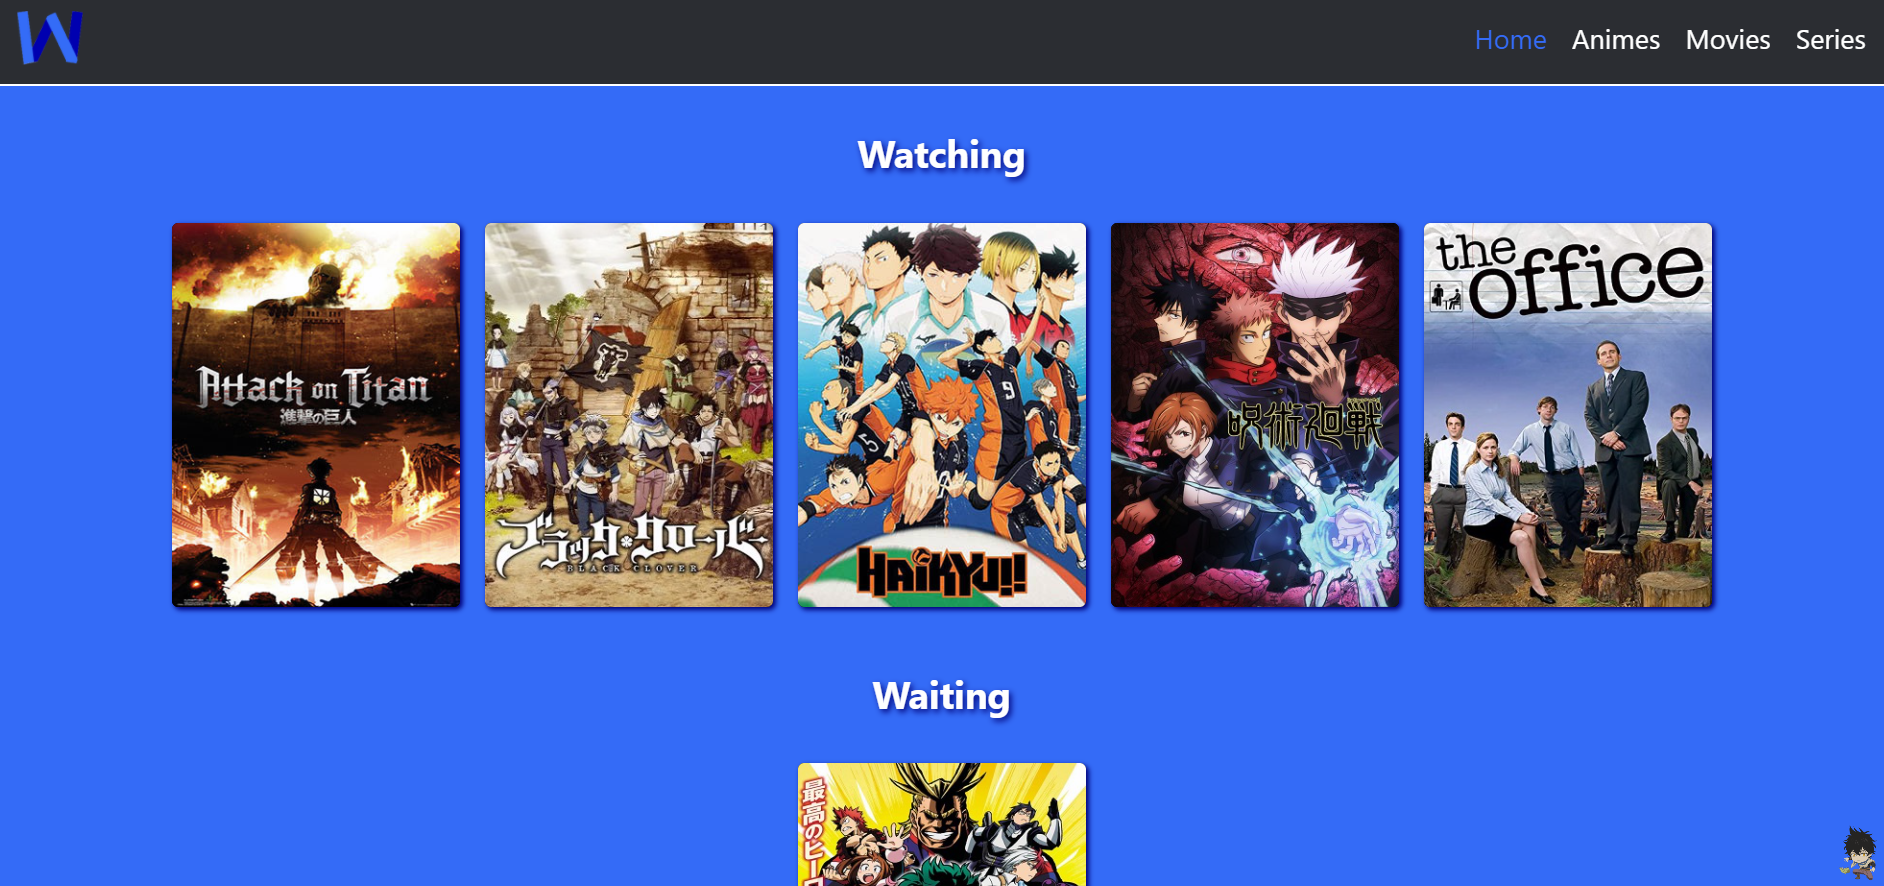 W
Home Animes Movies Series
Watching
Attack on Titan
進撃の巨人
ブラッククローバー
BLACK CLOVER
HAIKYU!!
呪術廻戦
the
office
Waiting
最高のヒーロ